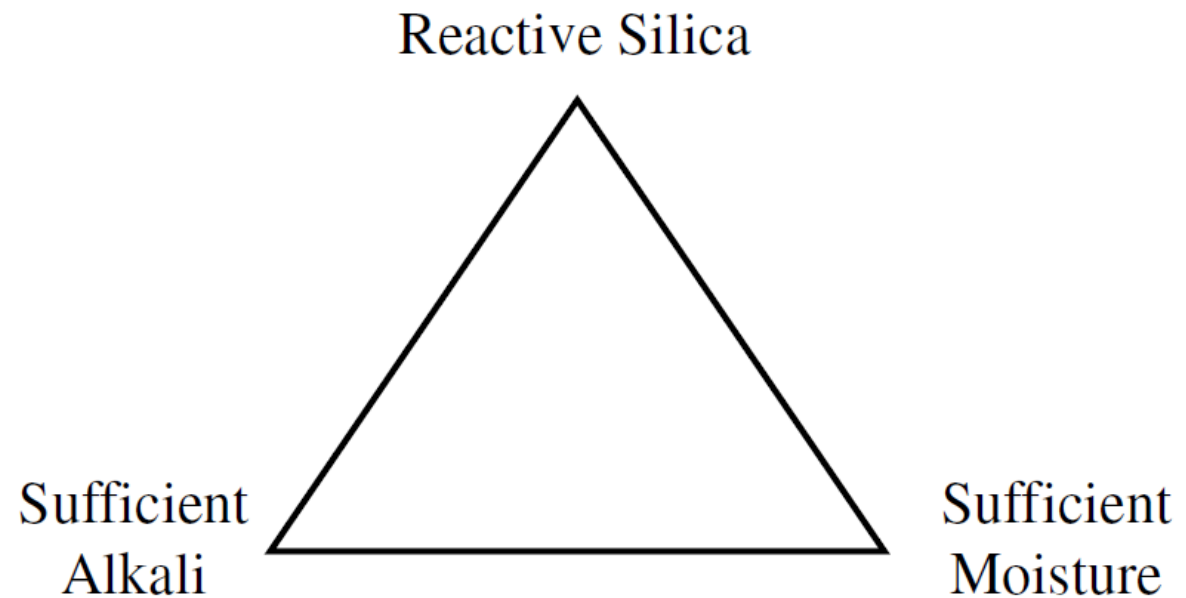 Reactive Silica
Sufficient
Alkali
Sufficient
Moisture